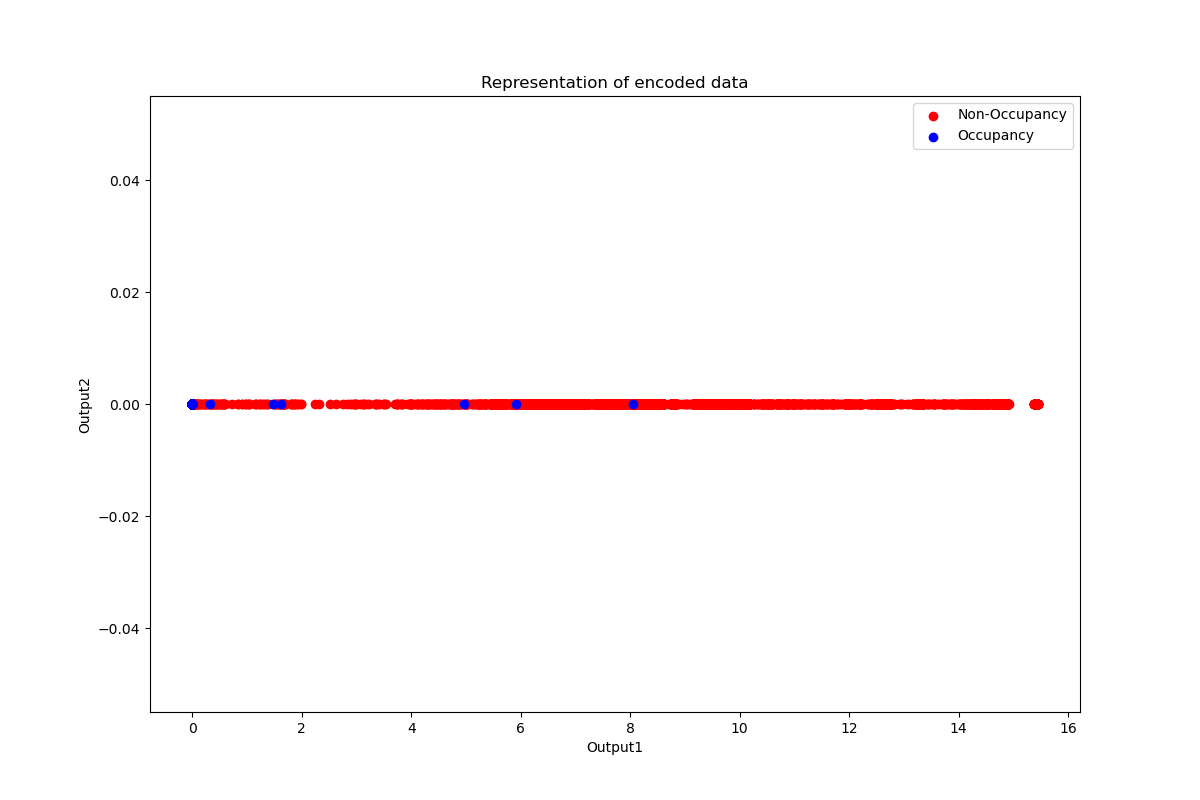 Representation of encoded data
Non-Occupancy
Occupancy
0.04
0.02
0.00
−0.02
−0.04
Output2
0 2 4 6 8 10 12 14 16
Output1